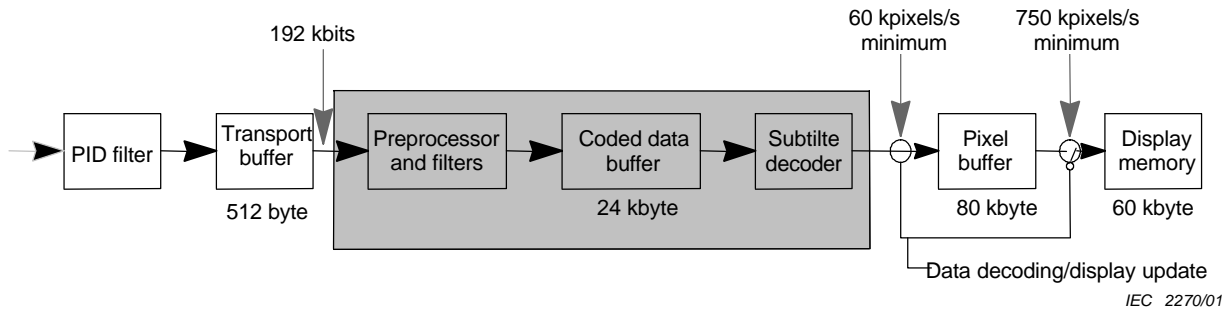 192 kbits
60 kpixels/s
minimum
750 kpixels/s
minimum
PID filter
Transport
buffer
Preprocessor
and filters
Coded data
buffer
Subtilte
decoder
Pixel
buffer
Display
memory
512 byte
24 kbyte
80 kbyte
60 kbyte
Data decoding/display update
IEC 2270/01